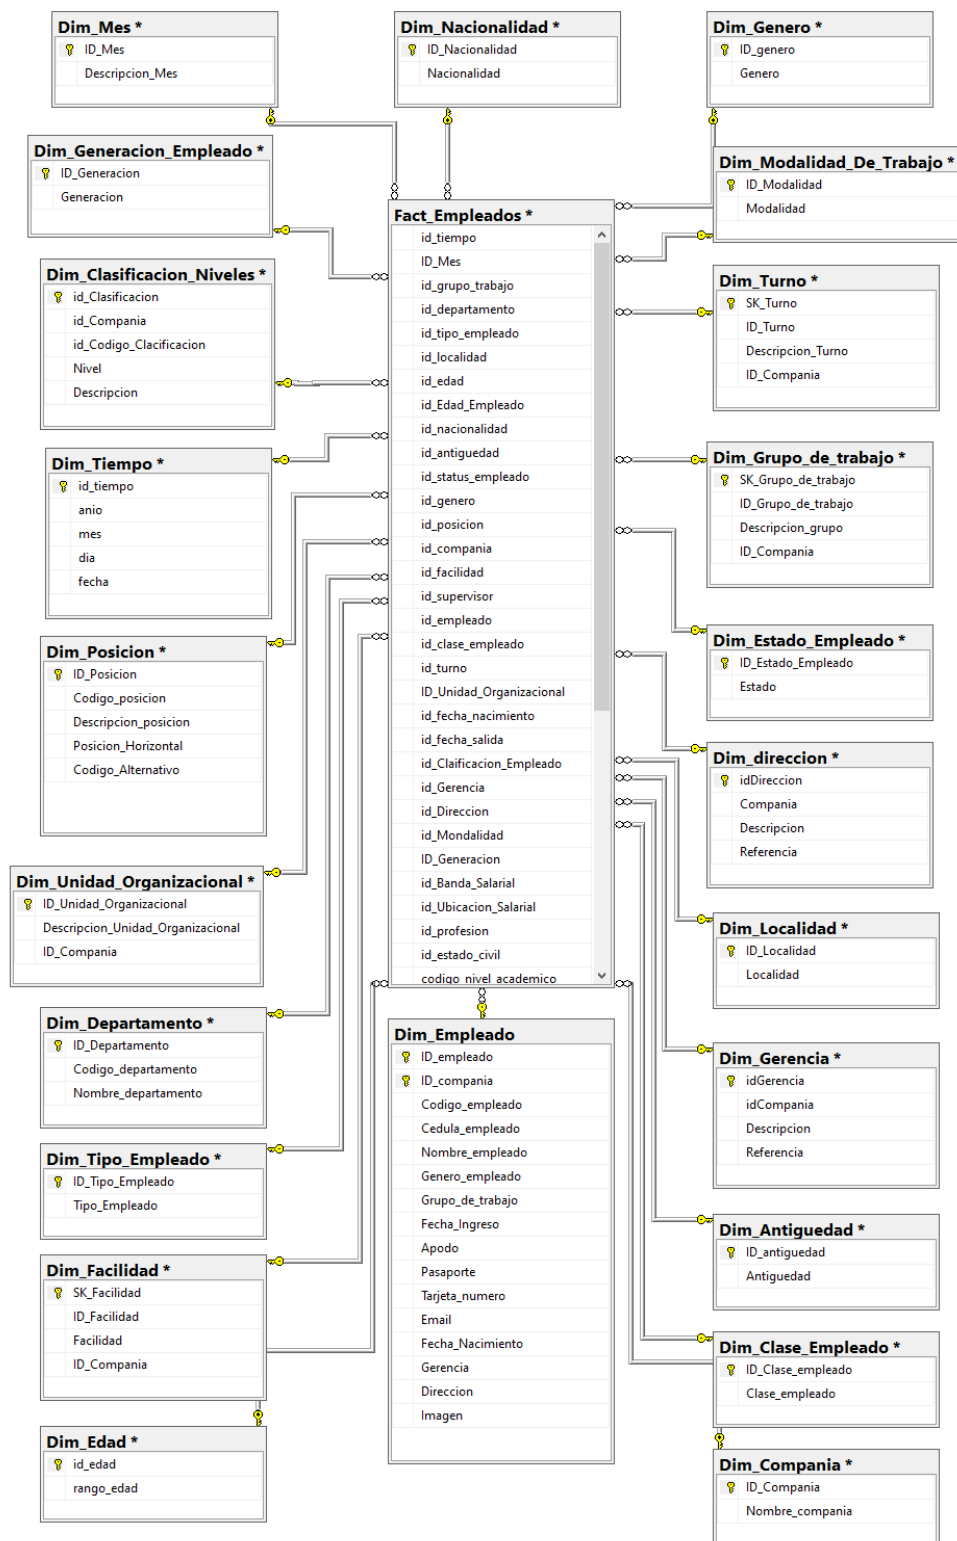 Dim_Mes *
ID_Mes
Descripcion_Mes
Dim_Nacionalidad *
ID_Nacionalidad
Nacionalidad
Dim_Genero *
ID_genero
Genero
Dim_Generacion_Empleado *
ID_Generacion
Generacion
Dim_Modalidad_De_Trabajo *
ID_Modalidad
Modalidad
Dim_Clasificacion_Niveles *
id_Clasificacion
id_Compania
id_Codigo_Clacificacion
Nivel
Descripcion
Dim_Tiempo *
id_tiempo
anio
mes
dia
fecha
Dim_Posicion *
ID_Posicion
Codigo_posicion
Descripcion_posicion
Posicion_Horizontal
Codigo_Alternativo
Dim_Unidad_Organizacional *
ID_Unidad_Organizacional
Descripcion_Unidad_Organizacional
ID_Compania
Dim_Departamento *
ID_Departamento
Codigo_departamento
Nombre_departamento
Dim_Tipo_Empleado *
ID_Tipo_Empleado
Tipo_Empleado
Dim_Facilidad *
SK_Facilidad
ID_Facilidad
Facilidad
ID_Compania
Dim_Edad *
id_edad
rango_edad
Fact_Empleados *
id_tiempo
ID_Mes
id_grupo_trabajo
id_departamento
id_tipo_empleado
id_localidad
id_edad
id_Edad_Empleado
id_nacionalidad
id_antiguedad
id_status_empleado
id_genero
id_posicion
id_compania
id_facilidad
id_supervisor
id_empleado
id_clase_empleado
id_turno
ID_Unidad_Organizacional
id_fecha_nacimiento
id_fecha_salida
id_Claificacion_Empleado
id_Gerencia
id_Direccion
id_Mondalidad
ID_Generacion
id_Banda_Salarial
id_Ubicacion_Salarial
id_profesion
id_estado_civil
codigo_nivel_academico
Dim_Empleado
ID_empleado
ID_compania
Codigo_empleado
Cedula_empleado
Nombre_empleado
Genero_empleado
Grupo_de_trabajo
Fecha_Ingreso
Apodo
Pasaporte
Tarjeta_numero
Email
Fecha_Nacimiento
Gerencia
Direccion
Imagen
Dim_Turno *
SK_Turno
ID_Turno
Descripcion_Turno
ID_Compania
Dim_Grupo_de_trabajo *
SK_Grupo_de_trabajo
ID_Grupo_de_trabajo
Descripcion_grupo
ID_Compania
Dim_Estado_Empleado *
ID_Estado_Empleado
Estado
Dim_direccion *
idDireccion
Compania
Descripcion
Referencia
Dim_Localidad *
ID_Localidad
Localidad
Dim_Gerencia *
idGerencia
idCompania
Descripcion
Referencia
Dim_Antiguedad *
ID_antiguedad
Antiguedad
Dim_Clase_Empleado *
ID_Clase_empleado
Clase_empleado
Dim_Compania *
ID_Compania
Nombre_compania